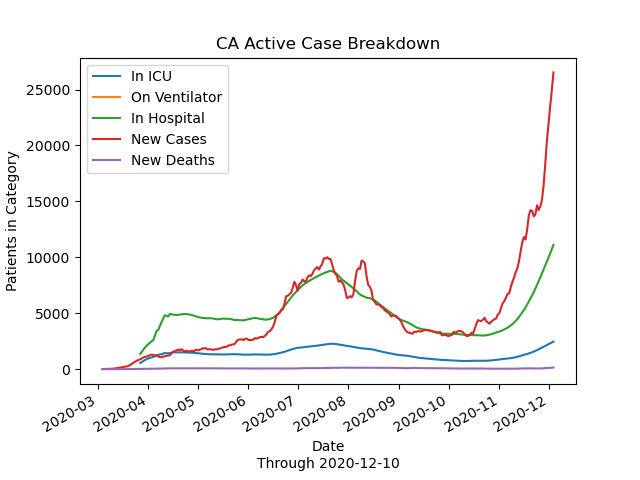 CA Active Case Breakdown
In ICU
On Ventilator
In Hospital
New Cases
New Deaths
Patients in Category
25000
20000
15000
10000
5000
0
2020-03
2020-04
2020-05
2020-06
2020-07
2020-08
2020-09
2020-10
2020-11
2020-12
Date
Through 2020-12-10